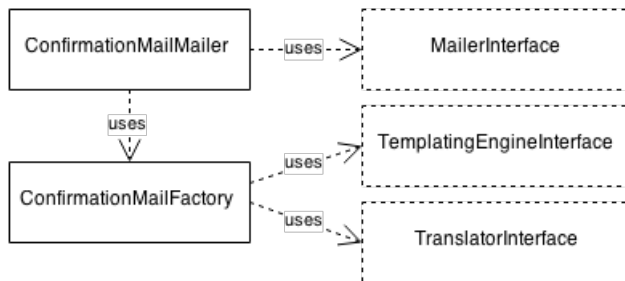 ConfirmationMailMailer
uses
MailerInterface
uses
TemplatingEngineInterface
uses
ConfirmationMailFactory
uses
TranslatorInterface